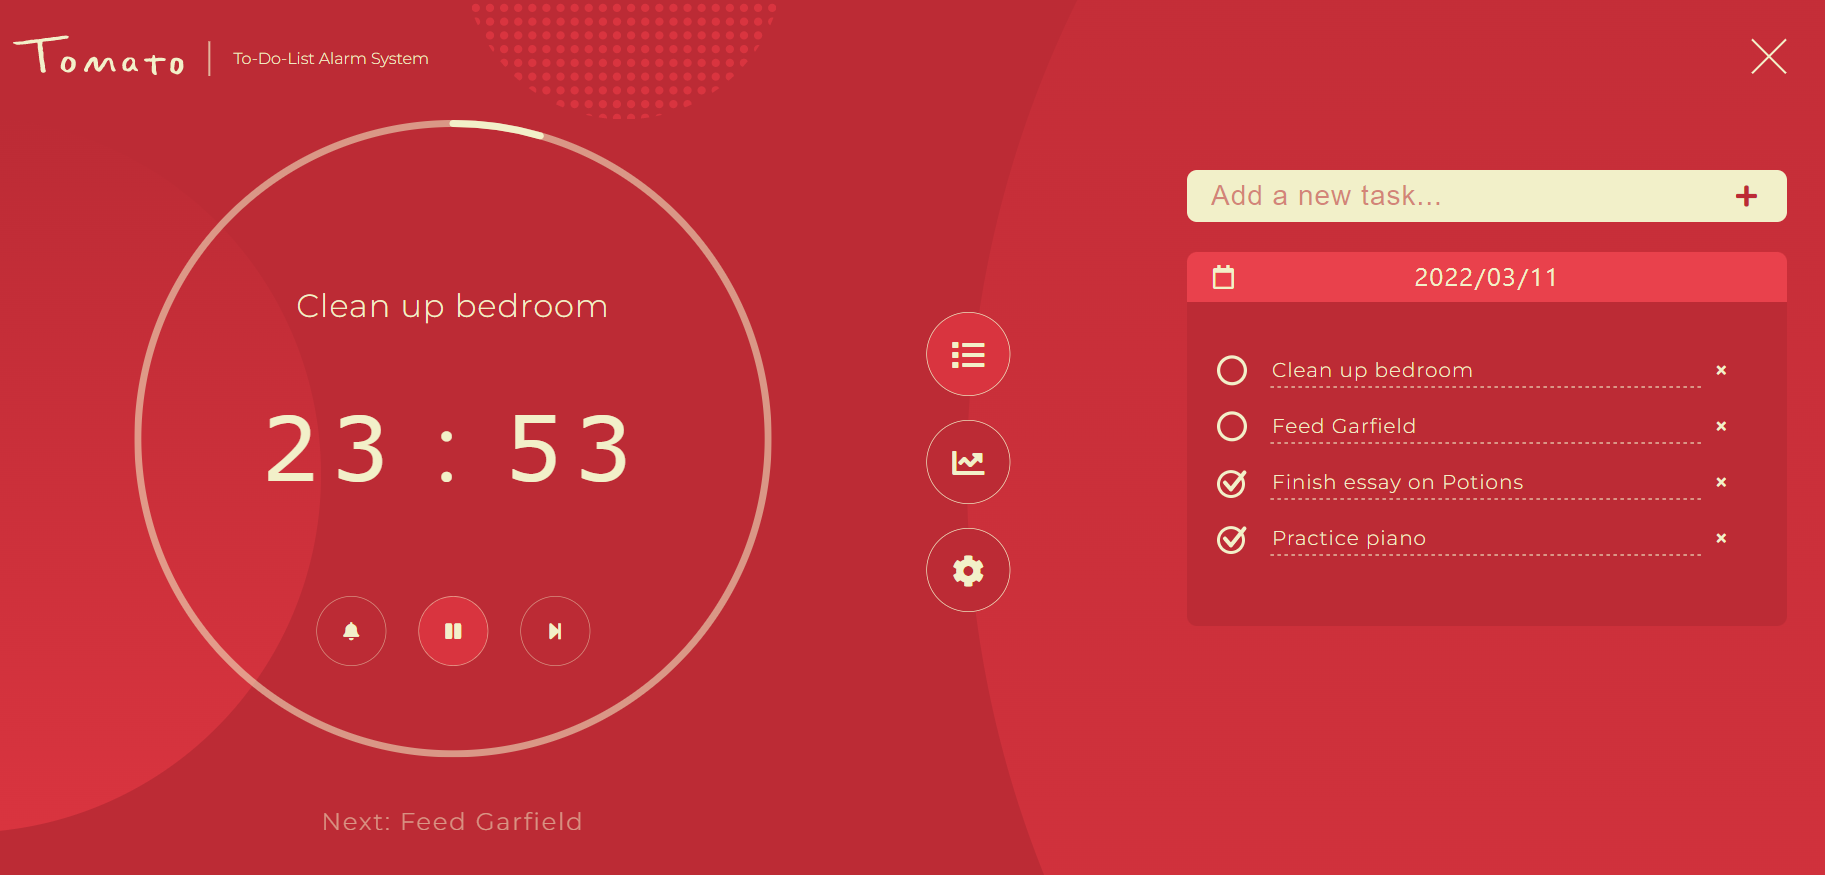 Tomato
To-Do-List Alarm System
Clean up bedroom
23 : 53
Next: Feed Garfield
Add a new task...
2022/03/11
Clean up bedroom
Feed Garfield
Finish essay on Potions
Practice piano